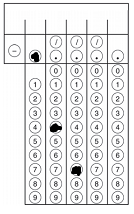 / / /
− . . . .
0 0 0 0
1 1 1 1 1
2 2 2 2 2
3 3 3 3 3
4 4 4 4
5 5 5 5 5
6 6 6 6 6
7 7 7 7
8 8 8 8 8
9 9 9 9 9